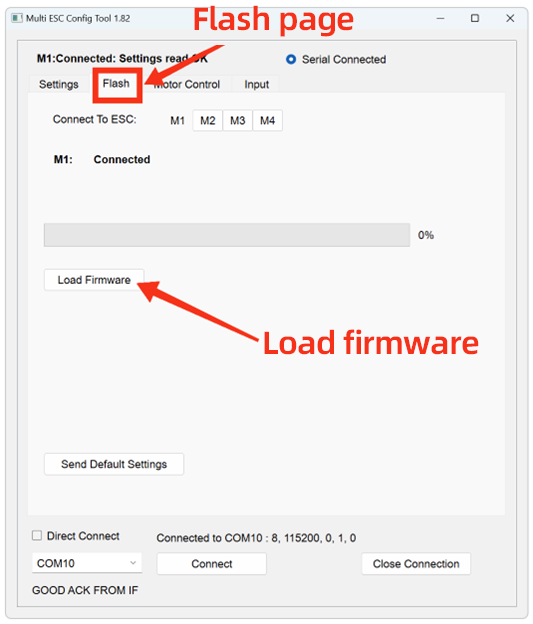 Multi ESC Config Tool 1.82
Flash page
M1:Connected: Settings read OK
Serial Connected
Settings
Flash
Motor Control
Input
Connect To ESC:
M1
M2
M3
M4
M1: Connected
0%
Load Firmware
Load firmware
Send Default Settings
Direct Connect
Connected to COM10 : 8, 115200, 0, 1, 0
COM10
Connect
Close Connection
GOOD ACK FROM IF